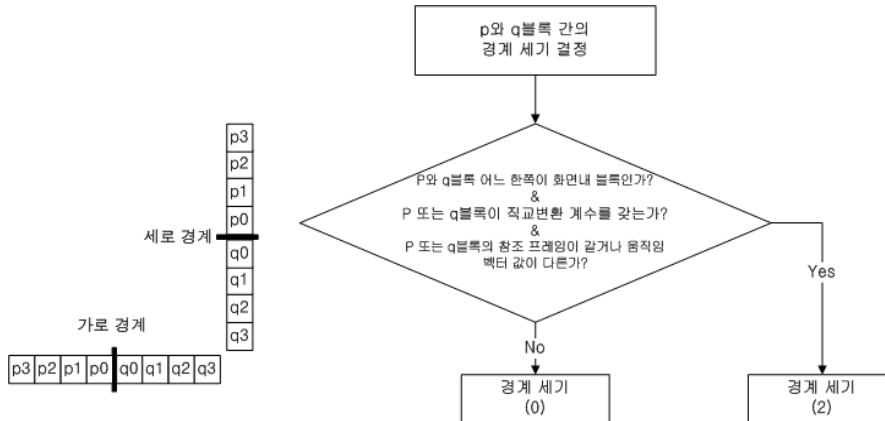 p와 q블록 간의
경계 세기 결정
P와 q블록 어느 한쪽이 화면내 블록인가?
&
P 또는 q블록이 직교변환 계수를 갖는가?
&
P 또는 q블록의 참조 프레임이 같거나 움직임
벡터 값이 다른가?
Yes
No
경계 세기
(0)
경계 세기
(2)
p3
p2
p1
p0
세로 경계
q0
q1
q2
q3
가로 경계
p3 p2 p1 p0 q0 q1 q2 q3